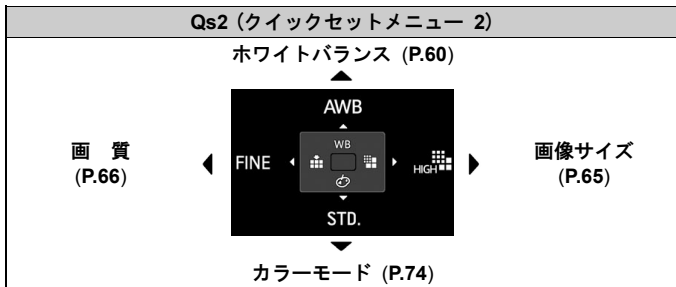 Qs2 (クイックセットメニュー 2)
ホワイトバランス (P.60)
AWB
画 質
(P.66)
FINE
WB
HIGH
画像サイズ
(P.65)
STD.
カラーモード (P.74)